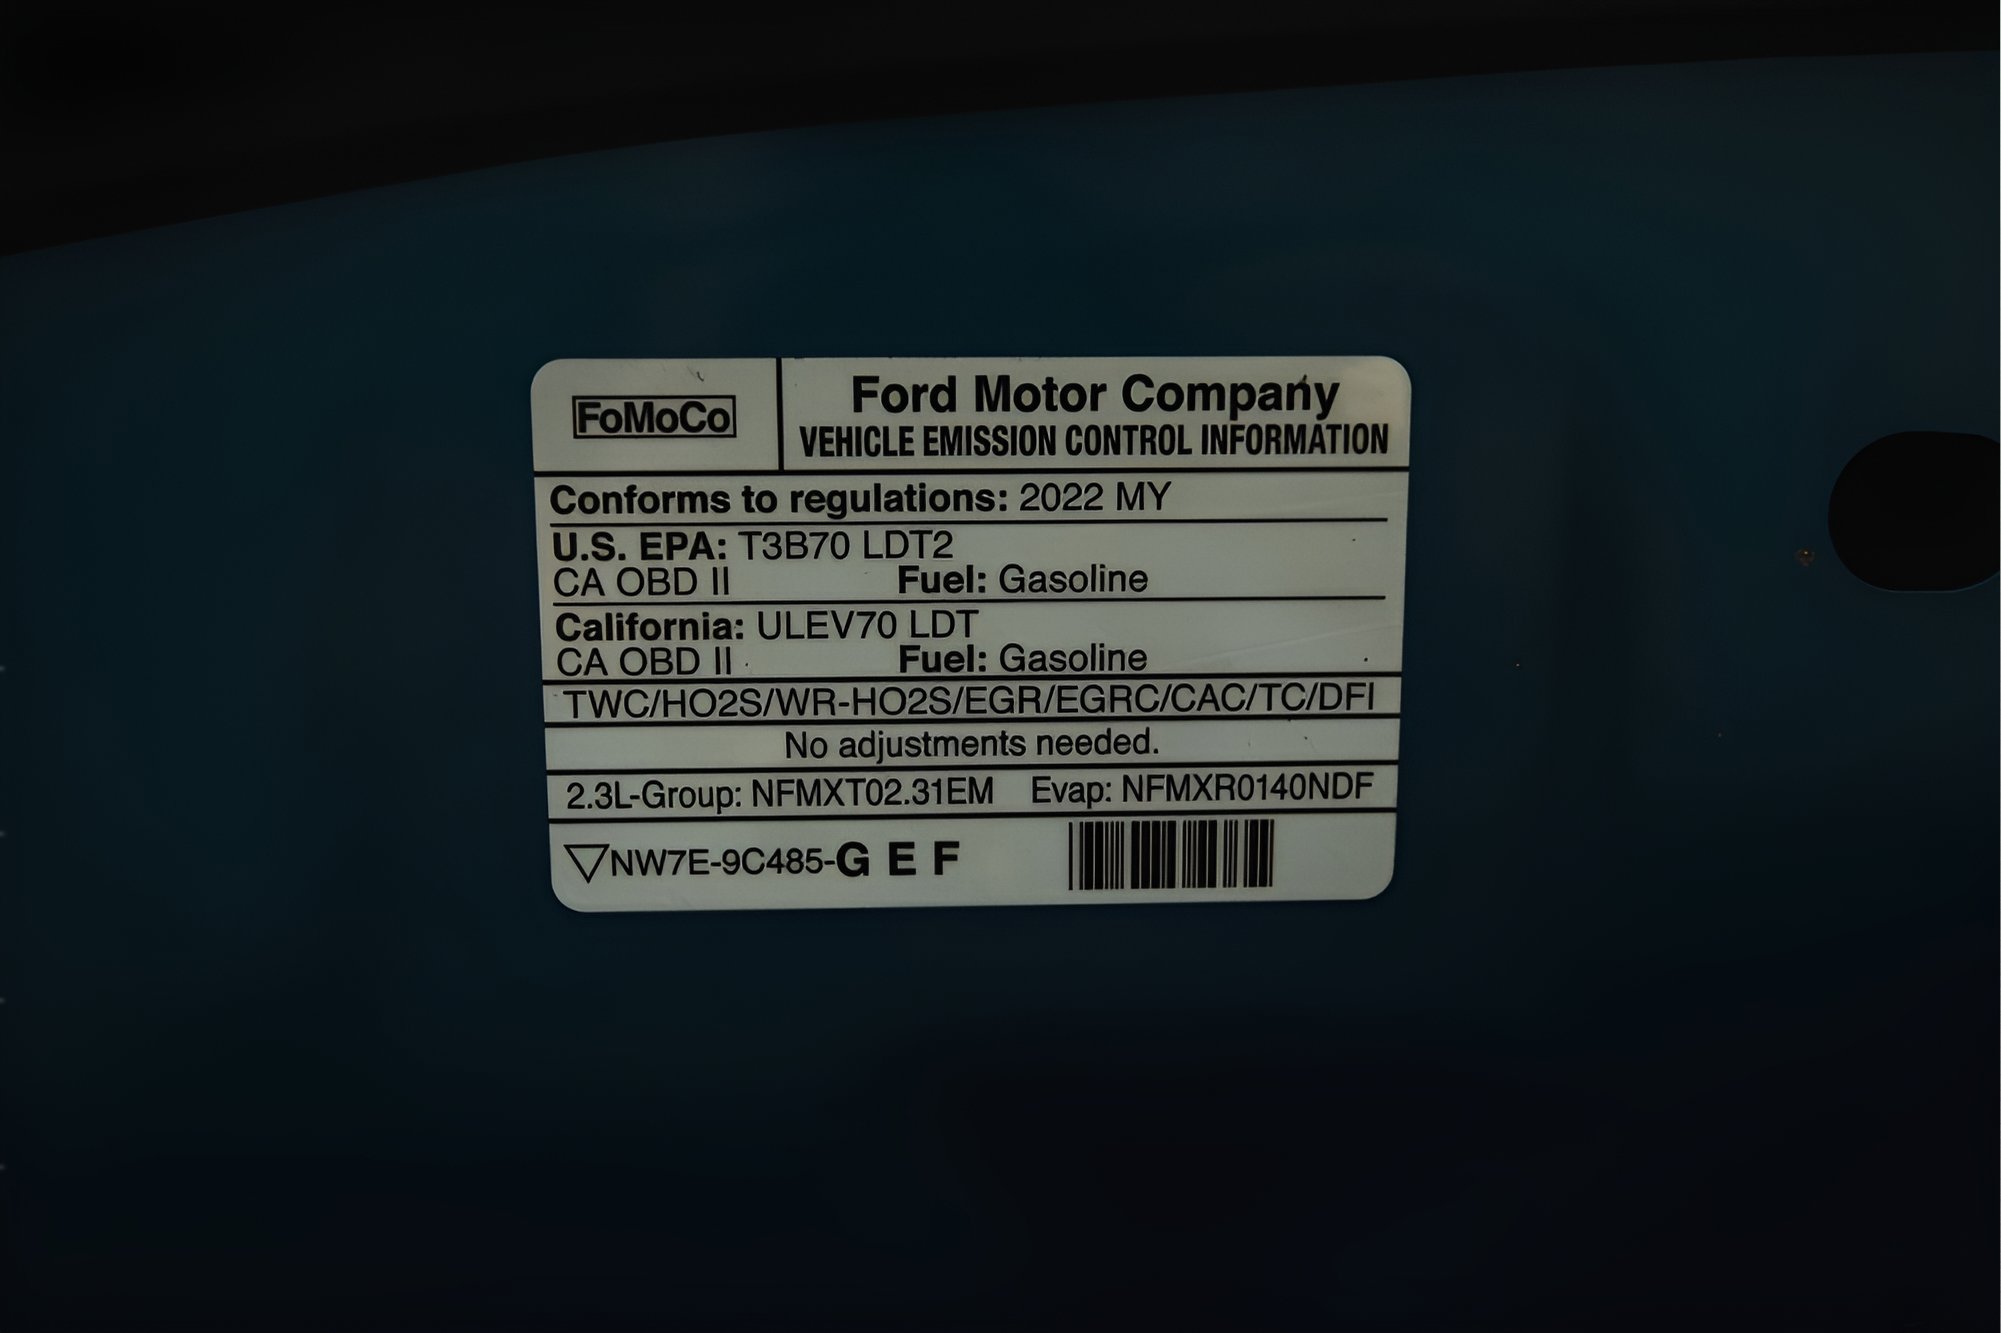 FoMoCo
Ford Motor Company
VEHICLE EMISSION CONTROL INFORMATION
Conforms to regulations: 2022 MY
U.S. EPA: T3B70 LDT2
CA OBD II Fuel: Gasoline
California: ULEV70 LDT
CA OBD II Fuel: Gasoline
TWC/HO2S/WR-HO2S/EGR/EGRC/CAC/TC/DFI
No adjustments needed.
2.3L-Group: NFMXT02.31EM Evap: NFMXR0140NDF
NW7E-9C485-G E F